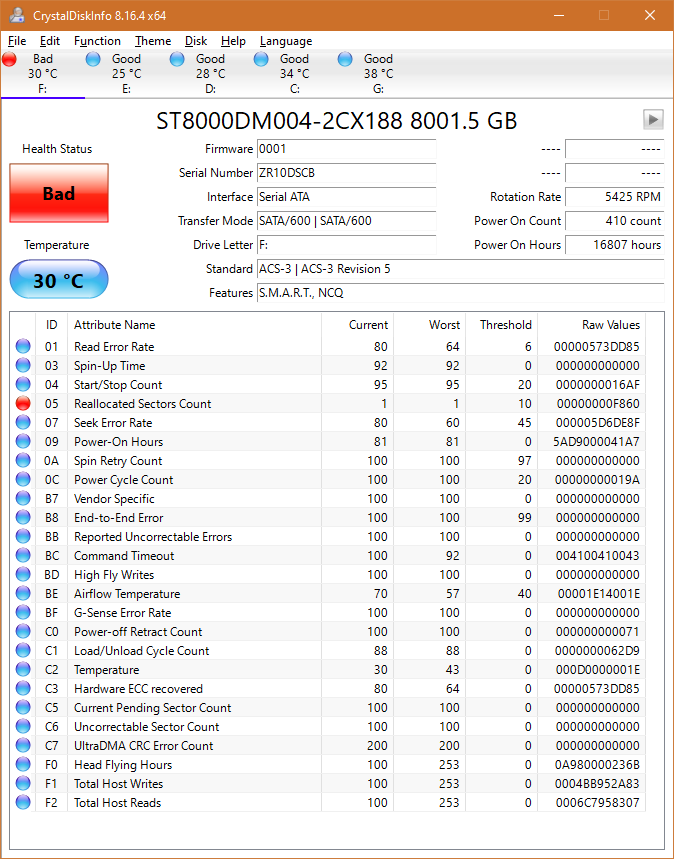 CrystalDiskInfo 8.16.4 x64
File Edit Function Theme Disk Help Language
Bad Good Good Good Good
30 °C 25 °C 28 °C 34 °C 38 °C
F: E: D: C: G:
ST8000DM004-2CX188 8001.5 GB
Health Status
Bad
Temperature
30 °C
Firmware 0001 ---- ----
Serial Number ZR10DSCB ---- ----
Interface Serial ATA Rotation Rate 5425 RPM
Transfer Mode SATA/600 | SATA/600 Power On Count 410 count
Drive Letter F: Power On Hours 16807 hours
Standard ACS-3 | ACS-3 Revision 5
Features S.M.A.R.T., NCQ
ID Attribute Name Current Worst Threshold Raw Values
01 Read Error Rate 80 64 6 00000573DD85
03 Spin-Up Time 92 92 0 000000000000
04 Start/Stop Count 95 95 20 0000000016AF
05 Reallocated Sectors Count 1 1 10 00000000F860
07 Seek Error Rate 80 60 45 000005D6DE8F
09 Power-On Hours 81 81 0 5AD9000041A7
0A Spin Retry Count 100 100 97 000000000000
0C Power Cycle Count 100 100 20 00000000019A
B7 Vendor Specific 100 100 0 000000000000
B8 End-to-End Error 100 100 99 000000000000
BB Reported Uncorrectable Errors 100 100 0 000000000000
BC Command Timeout 100 92 0 004100410043
BD High Fly Writes 100 100 0 000000000000
BE Airflow Temperature 70 57 40 00001E14001E
BF G-Sense Error Rate 100 100 0 000000000000
C0 Power-off Retract Count 100 100 0 000000000071
C1 Load/Unload Cycle Count 88 88 0 0000000062D9
C2 Temperature 30 43 0 000D0000001E
C3 Hardware ECC recovered 80 64 0 00000573DD85
C5 Current Pending Sector Count 100 100 0 000000000000
C6 Uncorrectable Sector Count 100 100 0 000000000000
C7 UltraDMA CRC Error Count 200 200 0 000000000000
F0 Head Flying Hours 100 253 0 0A980000236B
F1 Total Host Writes 100 253 0 0004BB952A83
F2 Total Host Reads 100 253 0 0006C7958307